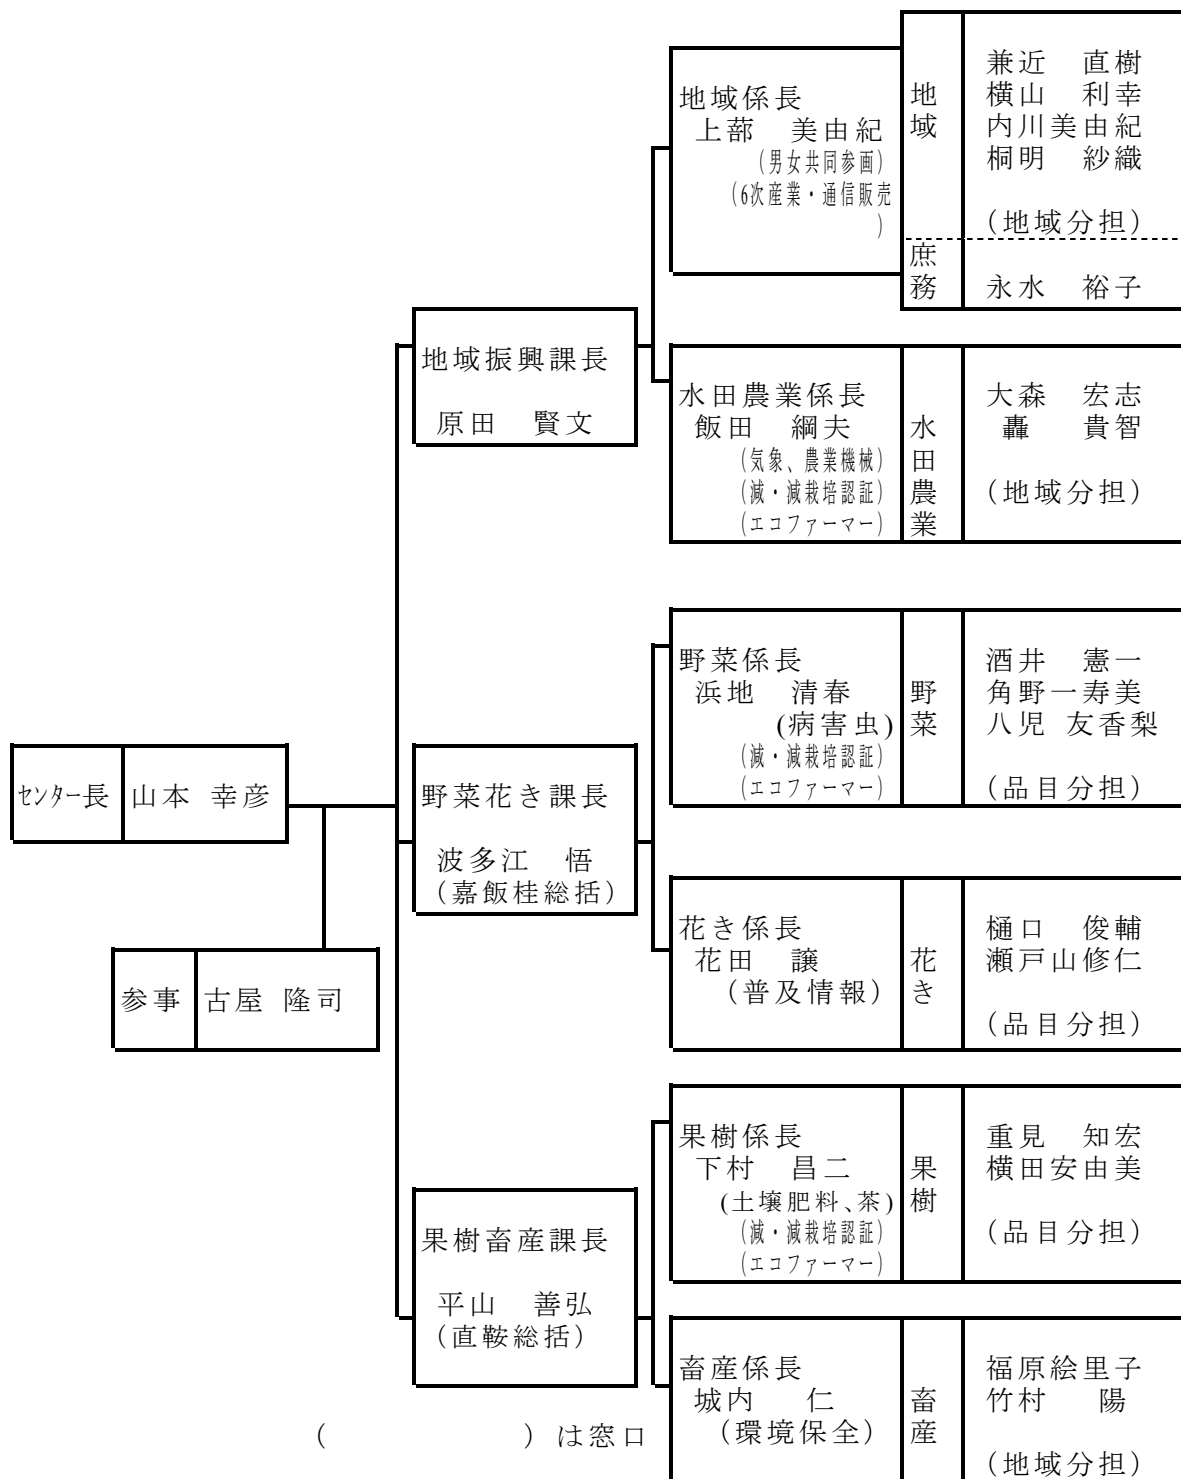 センター長
山本 幸彦
参事
古屋 隆司
地域振興課長
原田 賢文
野菜花き課長
波多江 悟
(嘉飯桂総括)
果樹畜産課長
平山 善弘
(直鞍総括)
地域係長
上蔀 美由紀
(男女共同参画)
(6次産業・通信販売
)
地域
兼近 直樹
横山 利幸
内川美由紀
桐明 紗織
(地域分担)
庶務
永水 裕子
水田農業係長
飯田 綱夫
(気象、農業機械)
(減・減栽培認証)
(エコファーマー)
水田農業
大森 宏志
轟 貴智
(地域分担)
野菜係長
浜地 清春
(病害虫)
(減・減栽培認証)
(エコファーマー)
野菜
酒井 憲一
角野一寿美
八児 友香梨
(品目分担)
花き係長
花田 譲
(普及情報)
花き
樋口 俊輔
瀬戸山修仁
(品目分担)
果樹係長
下村 昌二
(土壌肥料、茶)
(減・減栽培認証)
(エコファーマー)
果樹
重見 知宏
横田安由美
(品目分担)
畜産係長
城内 仁
(環境保全)
畜産
福原絵里子
竹村 陽
(地域分担)
( )は窓口